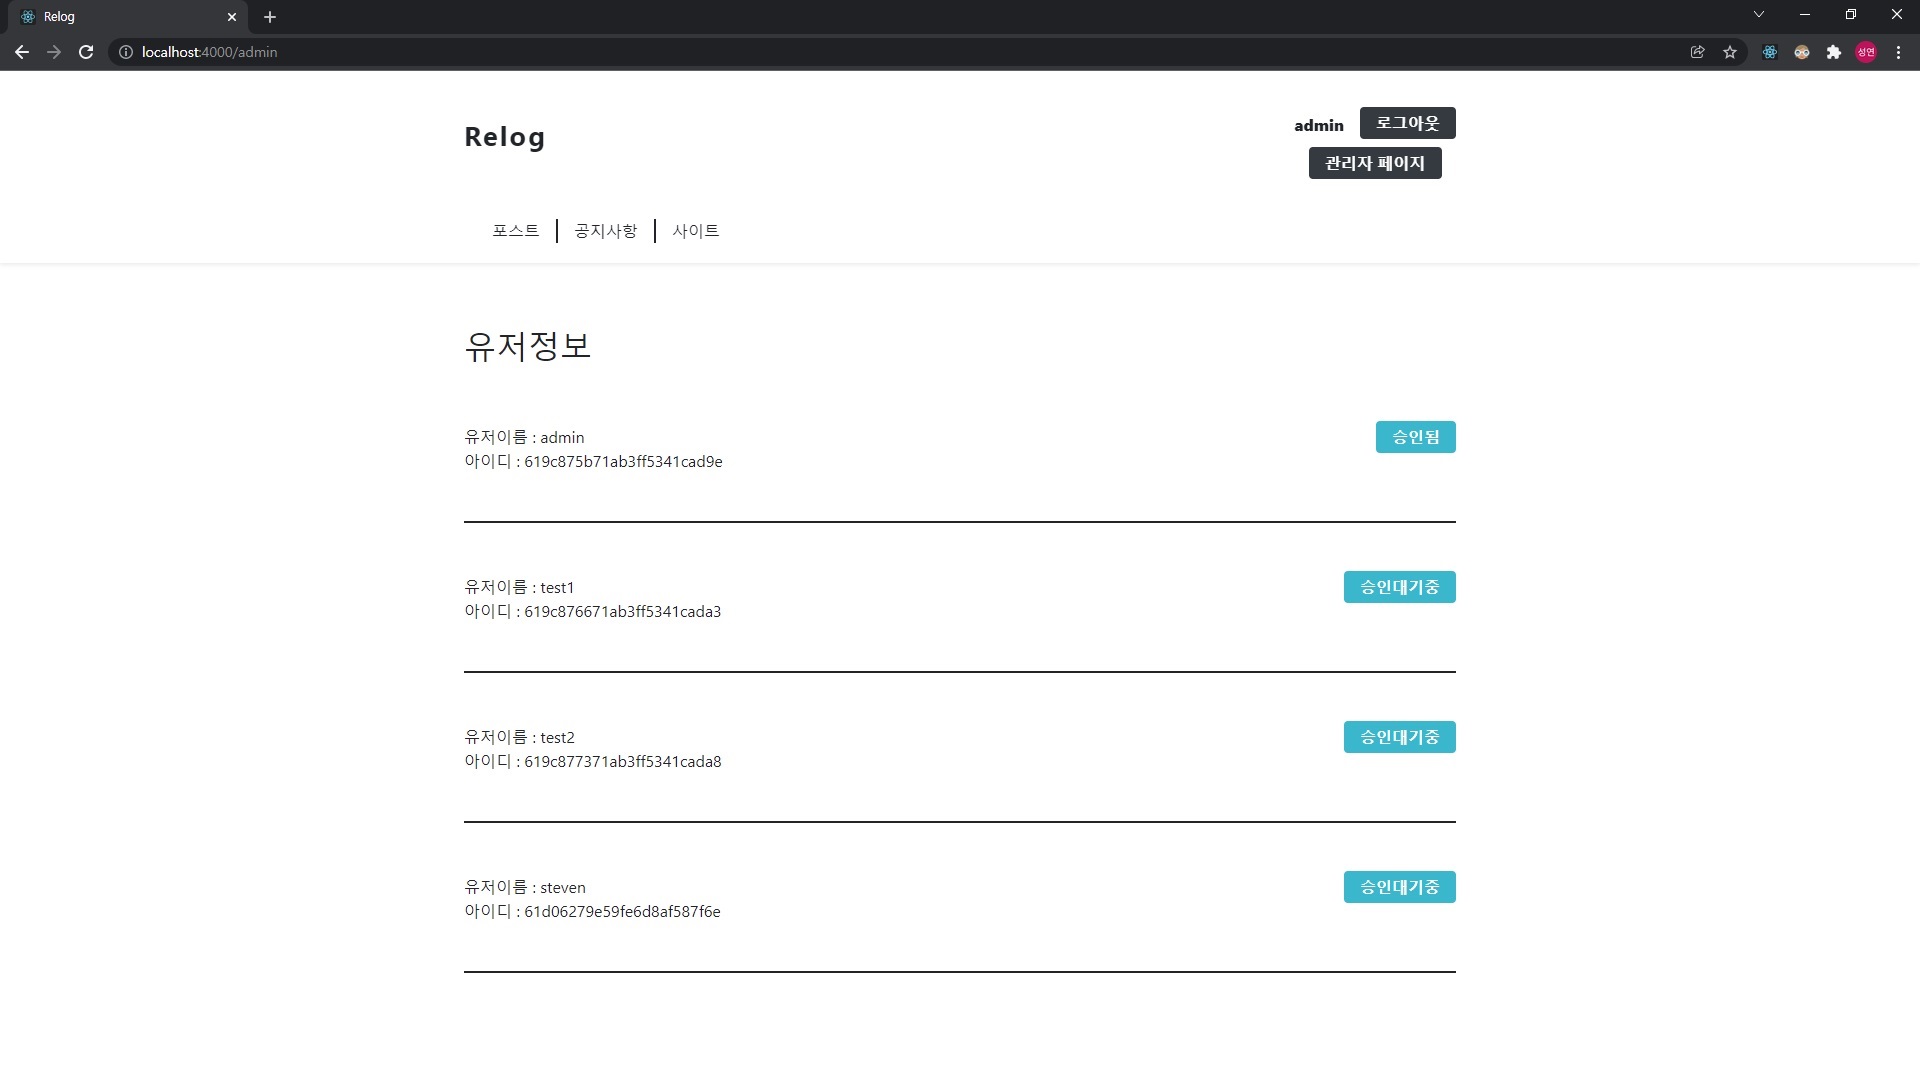 Relog
localhost:4000/admin
성연
Relog
admin 로그아웃
관리자 페이지
포스트 공지사항 사이트
유저정보
유저이름 : admin 승인됨
아이디 : 619c875b71ab3ff5341cad9e
유저이름 : test1 승인대기중
아이디 : 619c876671ab3ff5341cada3
유저이름 : test2 승인대기중
아이디 : 619c877371ab3ff5341cada8
유저이름 : steven 승인대기중
아이디 : 61d06279e59fe6d8af587f6e